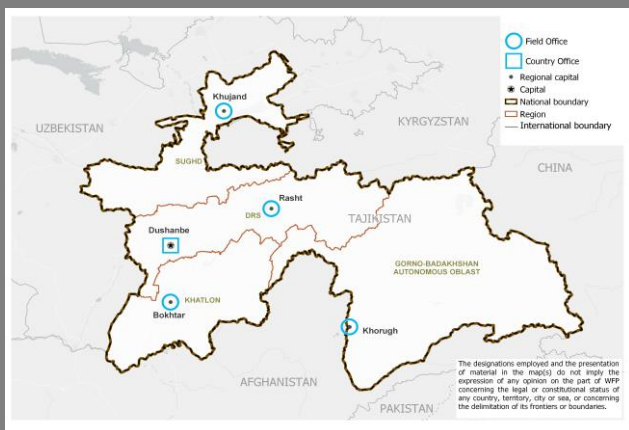 Field Office
Country Office
Regional capital
Capital
National boundary
Region
International boundary
Khujand
UZBEKISTAN
KYRGYZSTAN
CHINA
SUGHD
Rasht
DRS
TAJIKISTAN
Dushanbe
GORNO-BADAKHSHAN
AUTONOMOUS OBLAST
KHATLON
Bokhtar
Khorugh
AFGHANISTAN
PAKISTAN
The designations employed and the presentation
of material in the map(s) do not imply the
expression of any opinion on the part of WFP
concerning the legal or constitutional status of
any country, territory, city or sea, or concerning
the delimitation of its frontiers or boundaries.